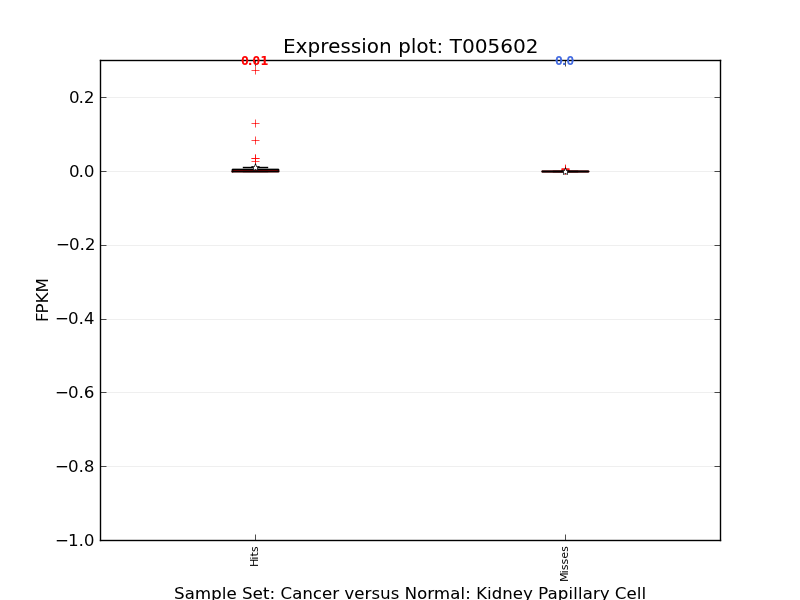 Expression plot: T005602
0.01
0.0
0.2
0.0
−0.2
−0.4
−0.6
−0.8
−1.0
FPKM
Hits
Misses
Sample Set: Cancer versus Normal: Kidney Papillary Cell